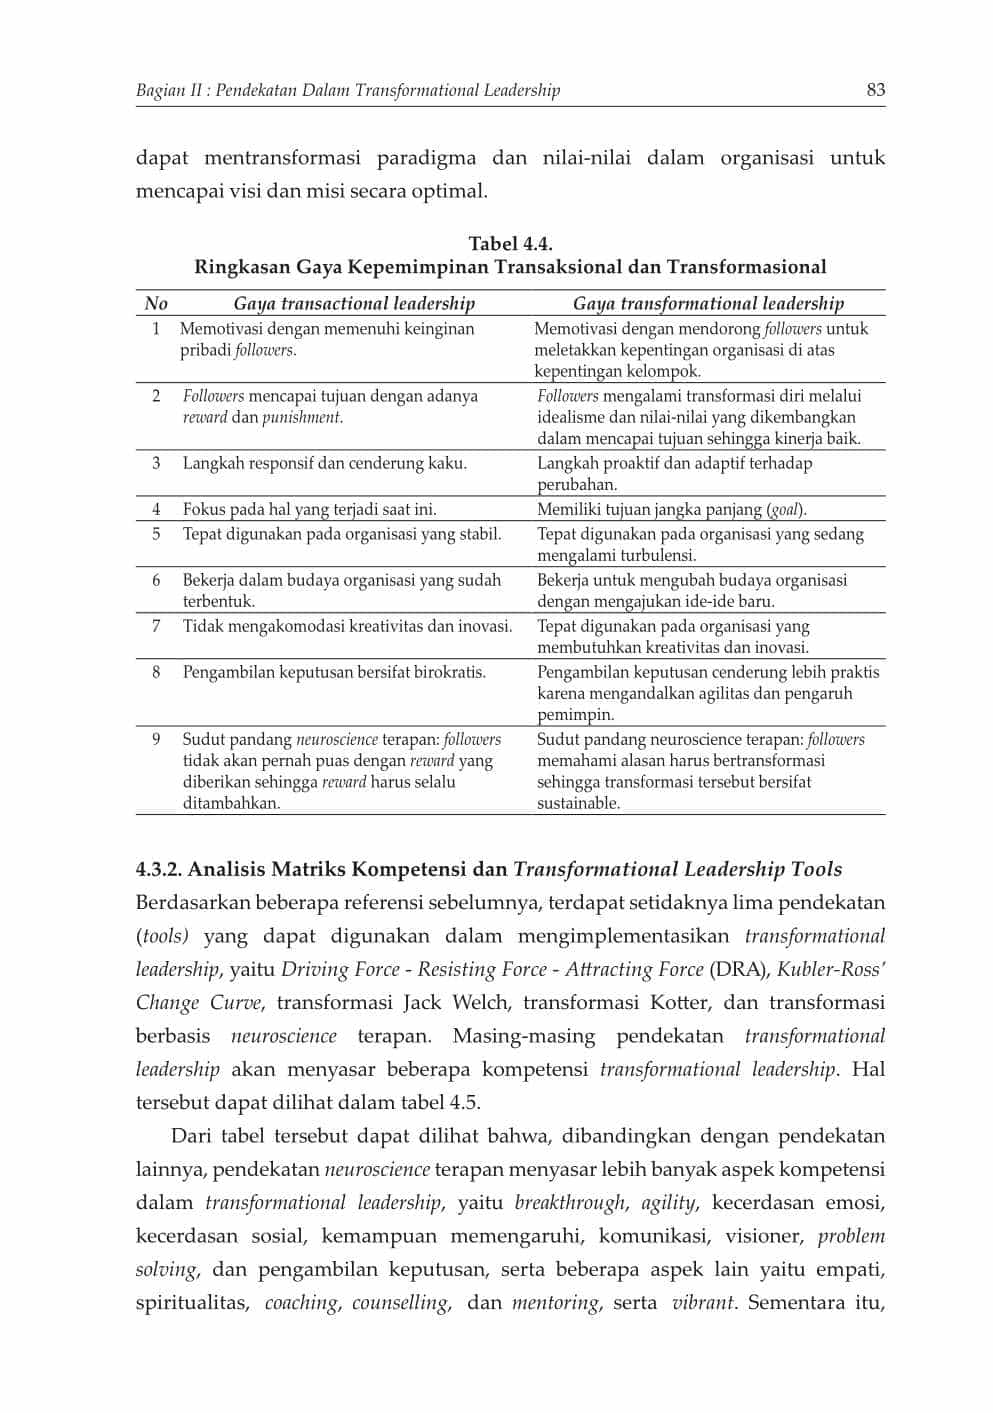 Bagian II : Pendekatan Dalam Transformational Leadership 83
dapat mentransformasi paradigma dan nilai-nilai dalam organisasi untuk
mencapai visi dan misi secara optimal.
Tabel 4.4.
Ringkasan Gaya Kepemimpinan Transaksional dan Transformasional
No Gaya transactional leadership Gaya transformational leadership
1 Memotivasi dengan memenuhi keinginan Memotivasi dengan mendorong followers untuk
pribadi followers. meletakkan kepentingan organisasi di atas
kepentingan kelompok.
2 Followers mencapai tujuan dengan adanya Followers mengalami transformasi diri melalui
reward dan punishment. idealisme dan nilai-nilai yang dikembangkan
dalam mencapai tujuan sehingga kinerja baik.
3 Langkah responsif dan cenderung kaku. Langkah proaktif dan adaptif terhadap
perubahan.
4 Fokus pada hal yang terjadi saat ini. Memiliki tujuan jangka panjang (goal).
5 Tepat digunakan pada organisasi yang stabil. Tepat digunakan pada organisasi yang sedang
mengalami turbulensi.
6 Bekerja dalam budaya organisasi yang sudah Bekerja untuk mengubah budaya organisasi
terbentuk. dengan mengajukan ide-ide baru.
7 Tidak mengakomodasi kreativitas dan inovasi. Tepat digunakan pada organisasi yang
membutuhkan kreativitas dan inovasi.
8 Pengambilan keputusan bersifat birokratis. Pengambilan keputusan cenderung lebih praktis
karena mengandalkan agilitas dan pengaruh
pemimpin.
9 Sudut pandang neuroscience terapan: followers Sudut pandang neuroscience terapan: followers
tidak akan pernah puas dengan reward yang memahami alasan harus bertransformasi
diberikan sehingga reward harus selalu sehingga transformasi tersebut bersifat
ditambahkan. sustainable.
4.3.2. Analisis Matriks Kompetensi dan Transformational Leadership Tools
Berdasarkan beberapa referensi sebelumnya, terdapat setidaknya lima pendekatan
(tools) yang dapat digunakan dalam mengimplementasikan transformational
leadership, yaitu Driving Force - Resisting Force - Attracting Force (DRA), Kubler-Ross'
Change Curve, transformasi Jack Welch, transformasi Kotter, dan transformasi
berbasis neuroscience terapan. Masing-masing pendekatan transformational
leadership akan menyasar beberapa kompetensi transformational leadership. Hal
tersebut dapat dilihat dalam tabel 4.5.
Dari tabel tersebut dapat dilihat bahwa, dibandingkan dengan pendekatan
lainnya, pendekatan neuroscience terapan menyasar lebih banyak aspek kompetensi
dalam transformational leadership, yaitu breakthrough, agility, kecerdasan emosi,
kecerdasan sosial, kemampuan memengaruhi, komunikasi, visioner, problem
solving, dan pengambilan keputusan, serta beberapa aspek lain yaitu empati,
spiritualitas, coaching, counselling, dan mentoring, serta vibrant. Sementara itu,